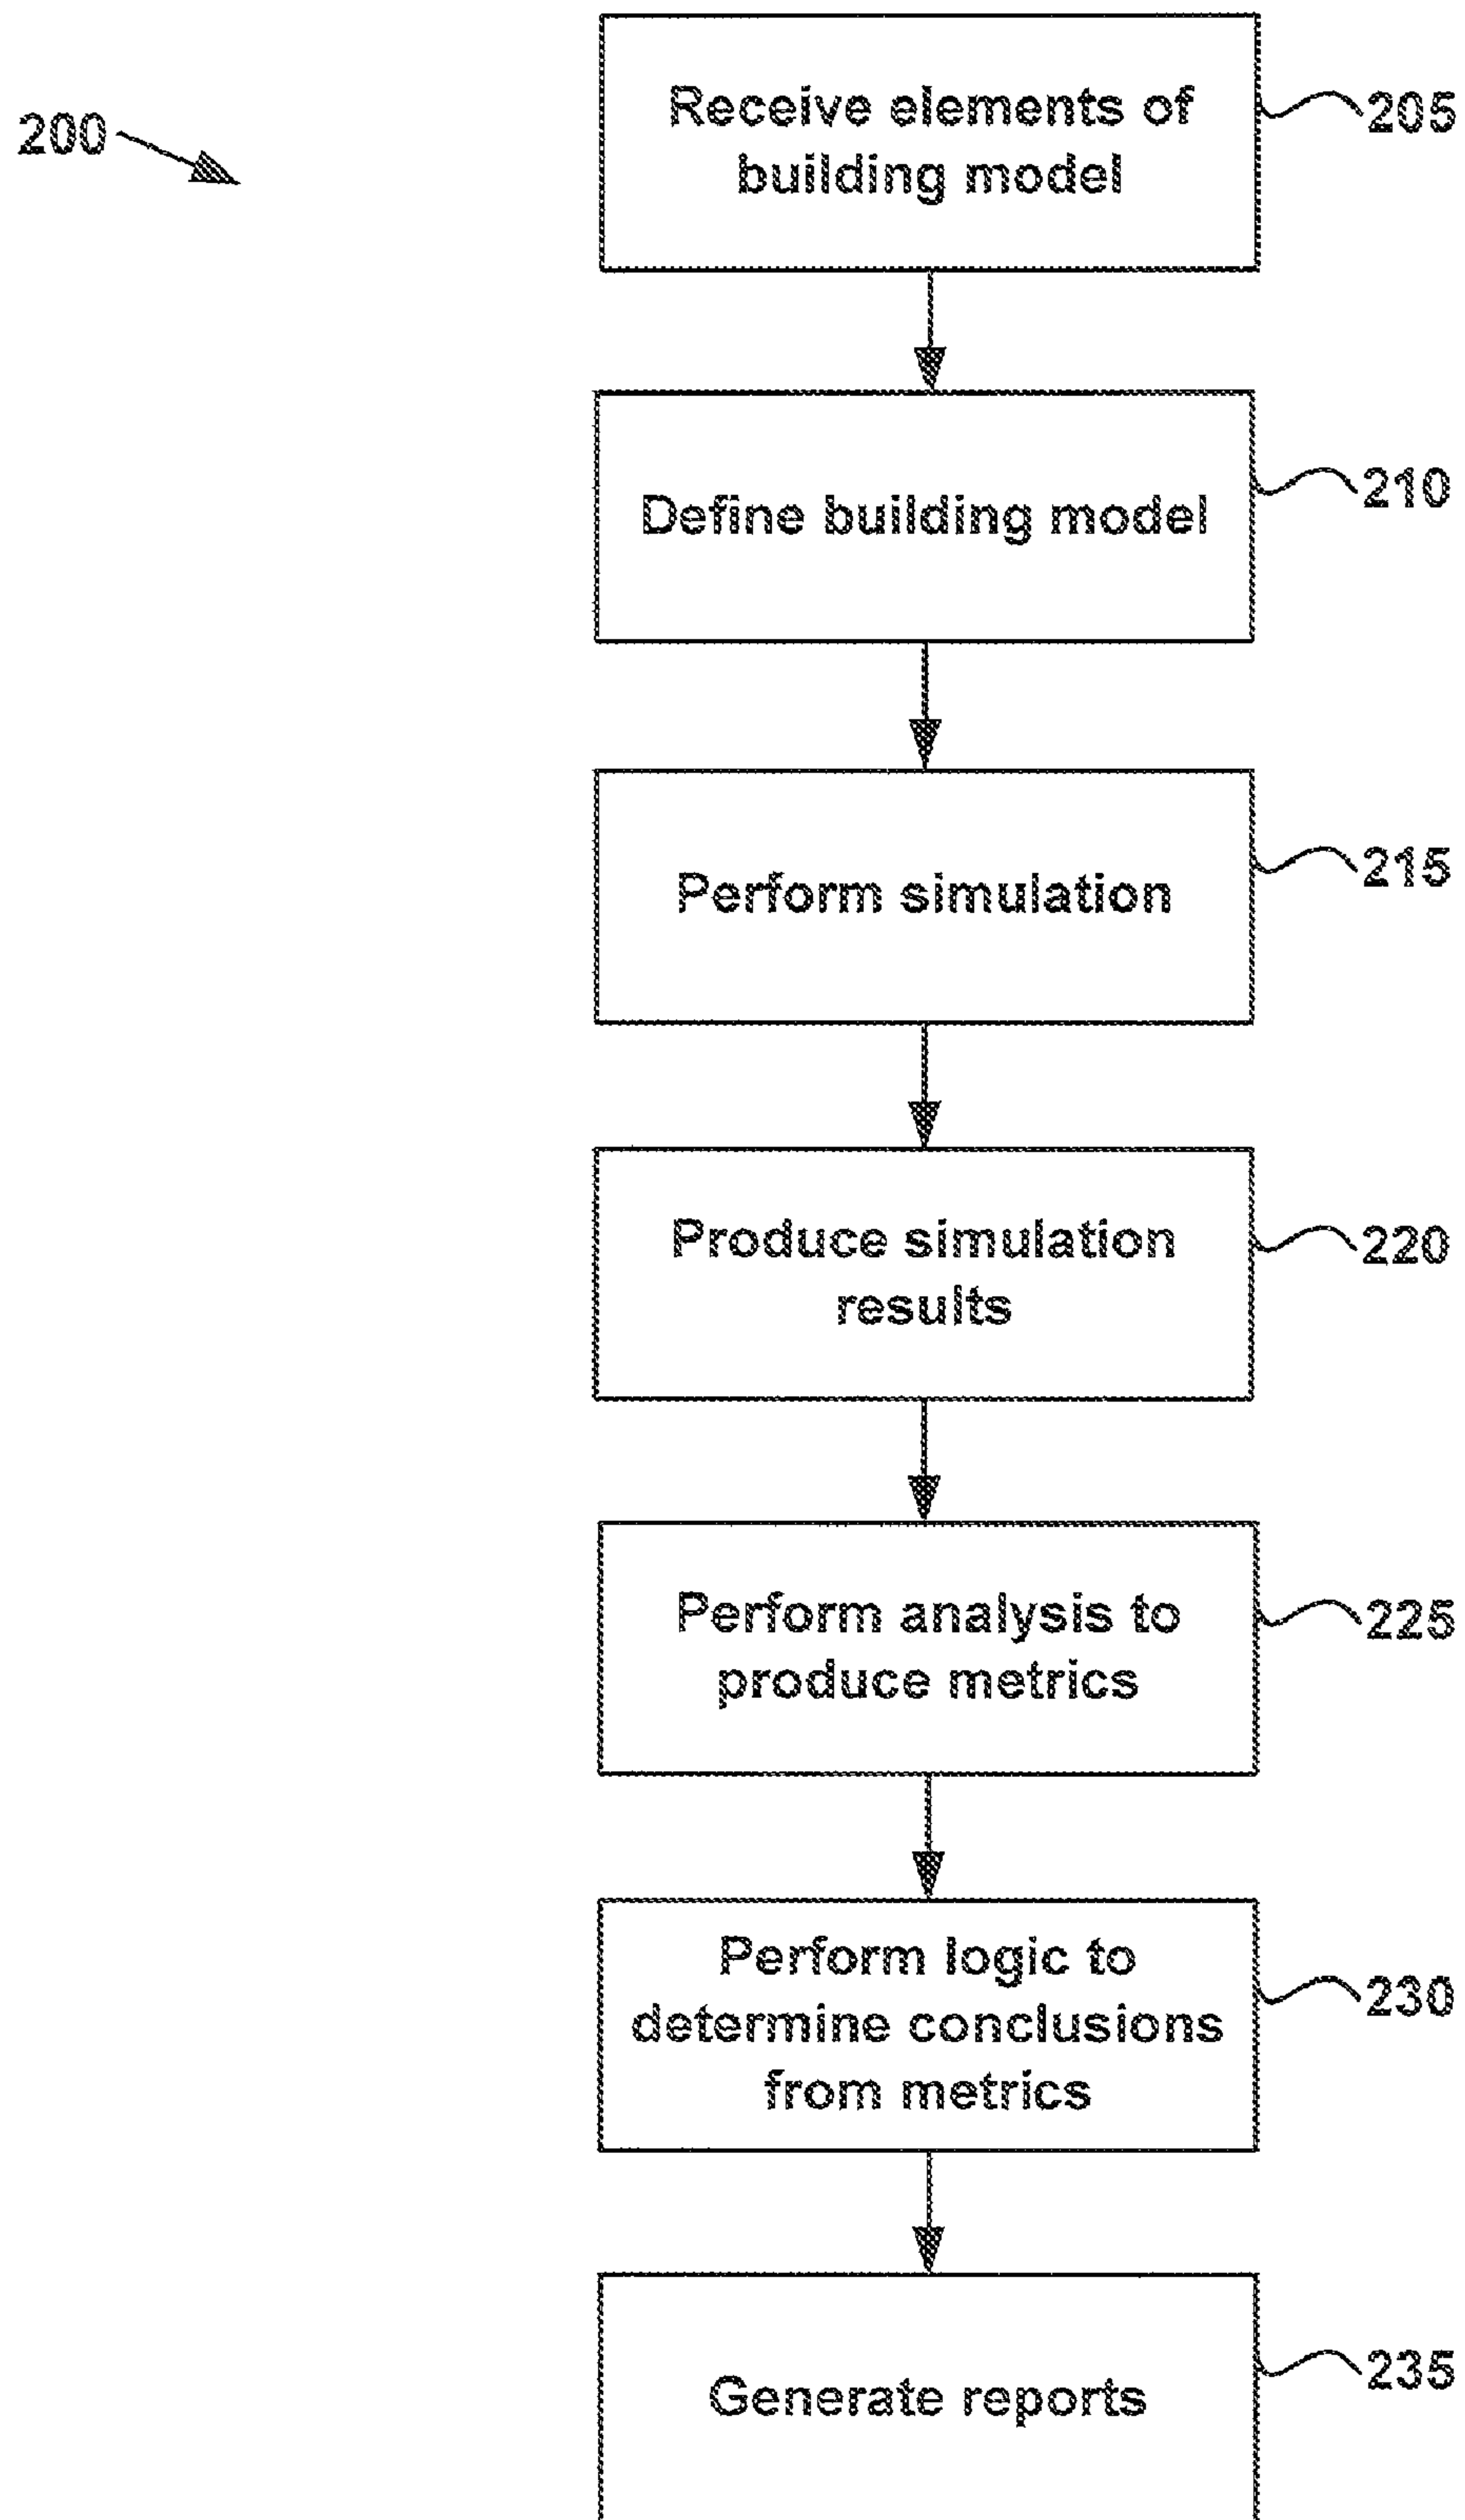 200
Receive elements of
building model
205
Define building model
210
Perform simulation
215
Produce simulation
results
220
Perform analysis to
produce metrics
225
Perform logic to
determine conclusions
from metrics
230
Generate reports
235